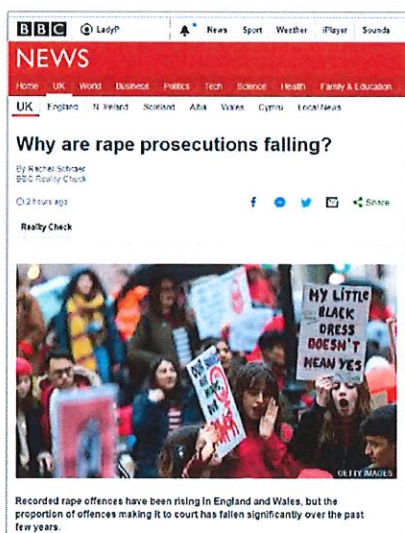 BBC LadyP News Sport Weather iPlayer Sounds
NEWS
Home UK World Business Politics Tech Science Health Family & Education
UK England N. Ireland Scotland Alba Wales Cymru Local News
Why are rape prosecutions falling?
By Rachel Schraer
BBC Reality Check
2 hours ago
Share
Reality Check
MY LITTLE
BLACK
DRESS
DOESN'T
MEAN YES
GETTY IMAGES
Recorded rape offences have been rising in England and Wales, but the
proportion of offences making it to court has fallen significantly over the past
few years.